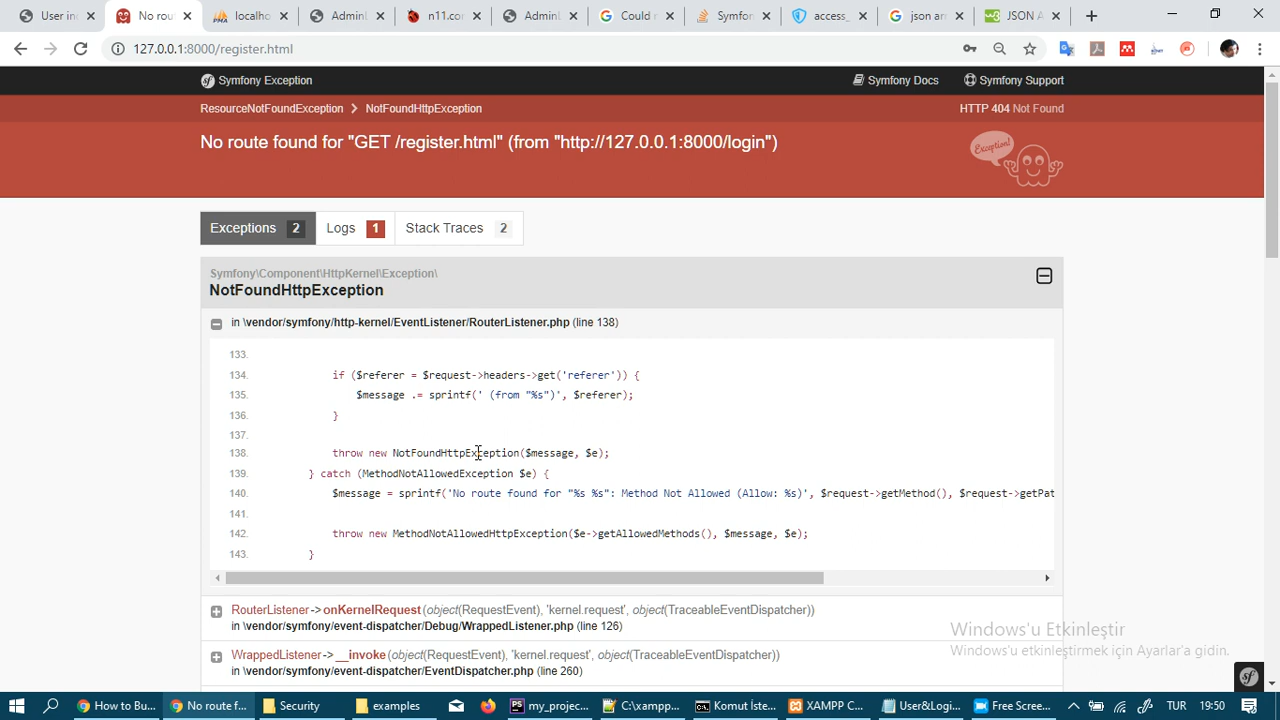 User inc
No rou
localho
AdminL
n11.co
AdminL
Could n
Symfor
access_
json arr
JSON A
127.0.0.1:8000/register.html
Symfony Exception
Symfony Docs
Symfony Support
ResourceNotFoundException
NotFoundHttpException
HTTP 404 Not Found
No route found for "GET /register.html" (from "http://127.0.0.1:8000/login")
Exception!
Exceptions 2
Logs 1
Stack Traces 2
Symfony\Component\HttpKernel\Exception\
NotFoundHttpException
in \vendor/symfony/http-kernel/EventListener/RouterListener.php (line 138)
133.
134. if ($referer = $request->headers->get('referer')) {
135. $message .= sprintf(' (from "%s")', $referer);
136. }
137.
138. throw new NotFoundHttpException($message, $e);
139. } catch (MethodNotAllowedException $e) {
140. $message = sprintf('No route found for "%s %s": Method Not Allowed (Allow: %s)', $request->getMethod(), $request->getPat
141.
142. throw new MethodNotAllowedHttpException($e->getAllowedMethods(), $message, $e);
143. }
RouterListener->onKernelRequest(object(RequestEvent), 'kernel.request', object(TraceableEventDispatcher))
in \vendor/symfony/event-dispatcher/Debug/WrappedListener.php (line 126)
WrappedListener->__invoke(object(RequestEvent), 'kernel.request', object(TraceableEventDispatcher))
in \vendor/symfony/event-dispatcher/EventDispatcher.php (line 260)
Windows'u Etkinleştir
Windows'u etkinleştirmek için Ayarlar'a gidin.
How to Bu...
No route f...
Security
examples
my_projec...
C:\xampp...
Komut İste...
XAMPP C...
User&Logi...
Free Scree...
TUR
19:50